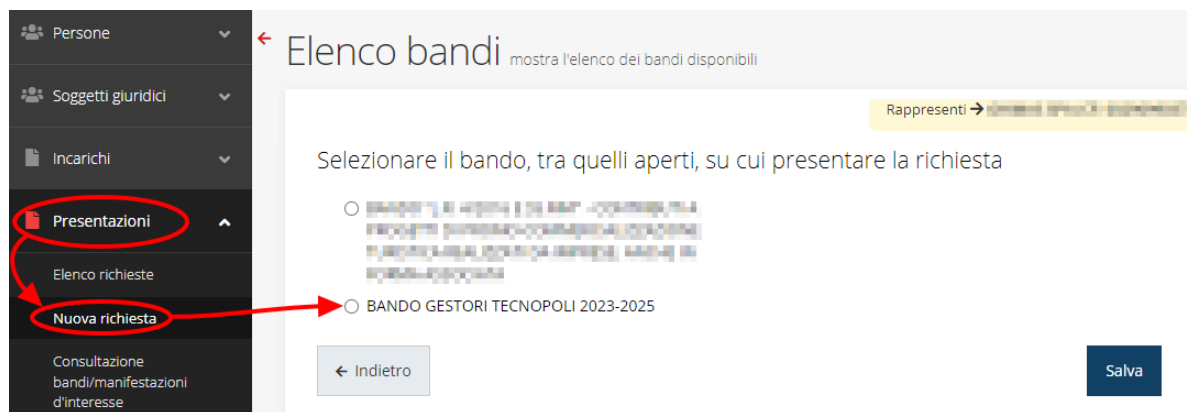 Persone
Soggetti giuridici
Incarichi
Presentazioni
Elenco richieste
Nuova richiesta
Consultazione
bandi/manifestazioni
d'interesse
Elenco bandi mostra l'elenco dei bandi disponibili
Rappresenti →
Selezionare il bando, tra quelli aperti, su cui presentare la richiesta
BANDO GESTORI TECNOPOLI 2023-2025
← Indietro
Salva